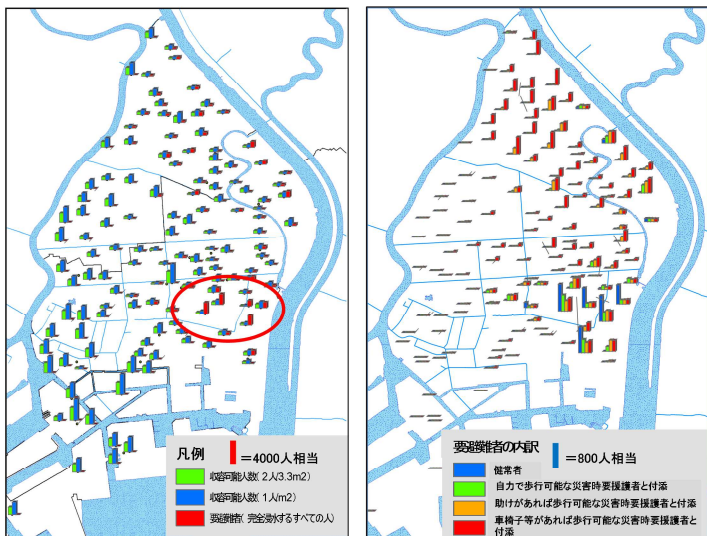 凡例
=4000人相当
収容可能人数(2人/3.3m2)
収容可能人数(1人/m2)
要避難者(完全浸水するすべての人)
要避難者の内訳
=800人相当
健常者
自力で歩行可能な災害時要援護者と付添
助けがあれば歩行可能な災害時要援護者と付添
車椅子等があれば歩行可能な災害時要援護者と
付添